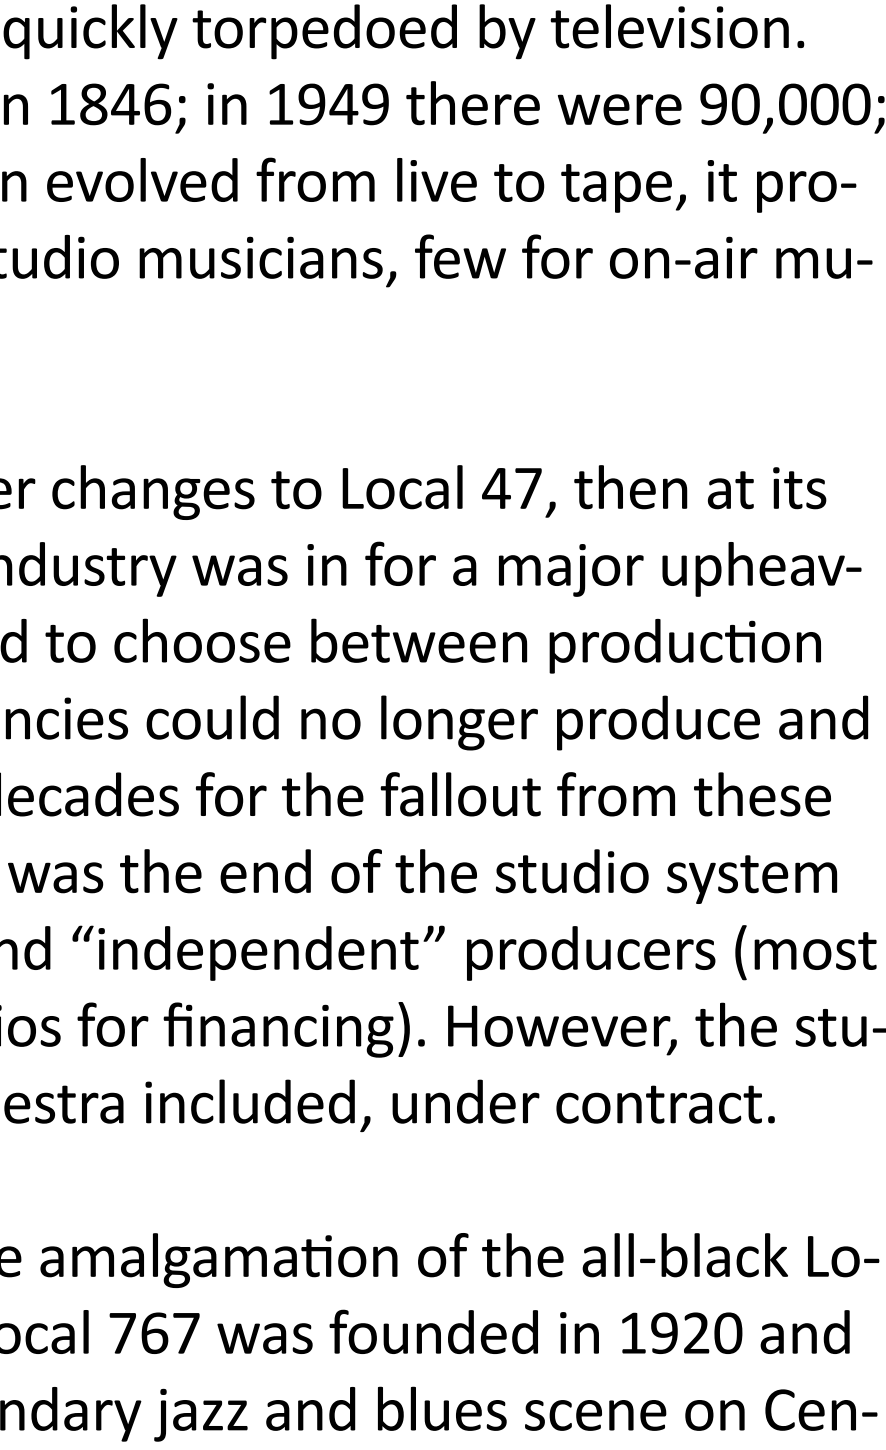 quickly torpedoed by television.
n 1846; in 1949 there were 90,000;
n evolved from live to tape, it pro-
tudio musicians, few for on-air mu-
er changes to Local 47, then at its
ndustry was in for a major upheav-
d to choose between production
ncies could no longer produce and
decades for the fallout from these
was the end of the studio system
nd “independent” producers (most
ios for financing). However, the stu-
estra included, under contract.
e amalgamation of the all-black Lo-
ocal 767 was founded in 1920 and
ndary jazz and blues scene on Cen-